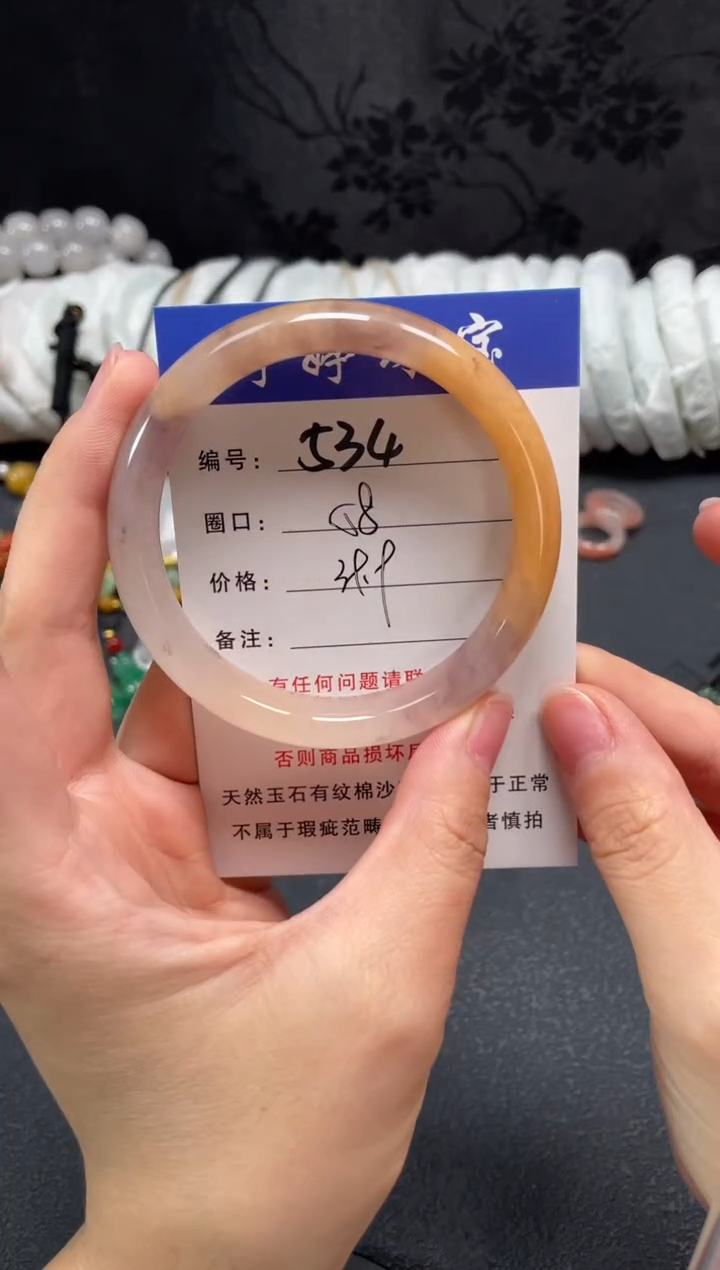 编号: 534
圈口: 58
价格:
备注:
有任何问题请联
否则商品损坏
天然玉石有纹棉沙 于正常
不属于瑕疵范畴 者慎拍